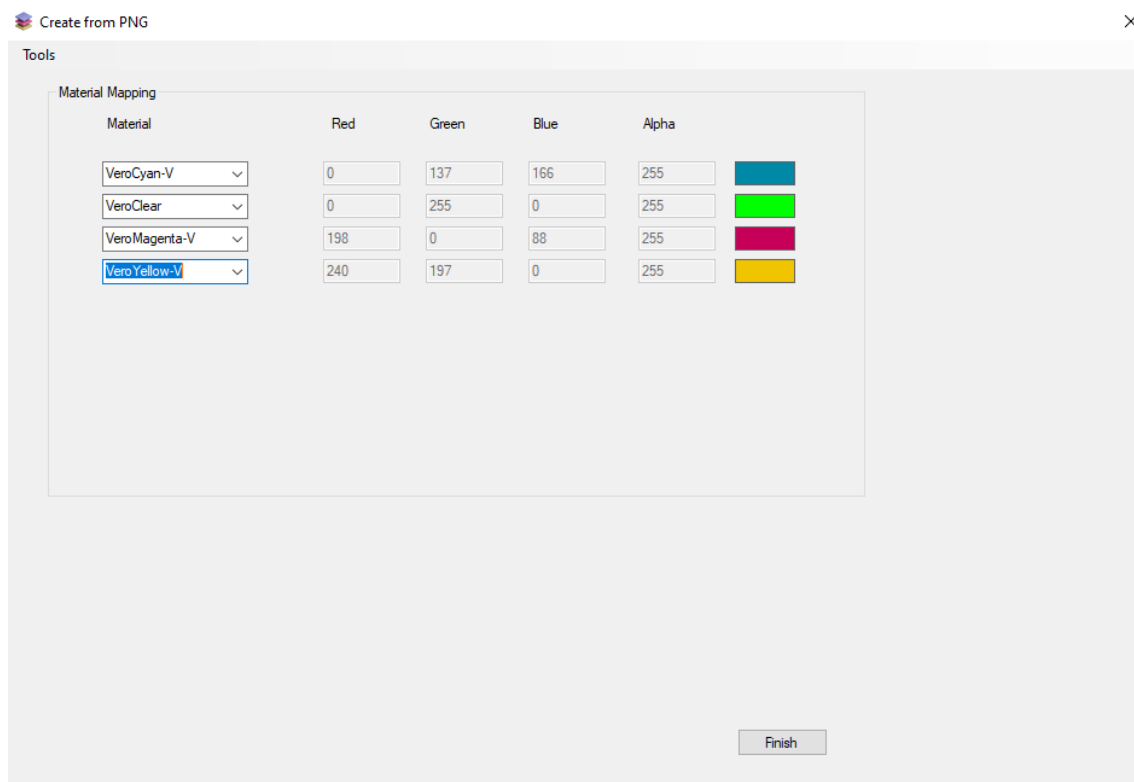 Create from PNG
Tools
Material Mapping
Material Red Green Blue Alpha
VeroCyan-V 0 137 166 255
VeroClear 0 255 0 255
VeroMagenta-V 198 0 88 255
VeroYellow-V 240 197 0 255
Finish